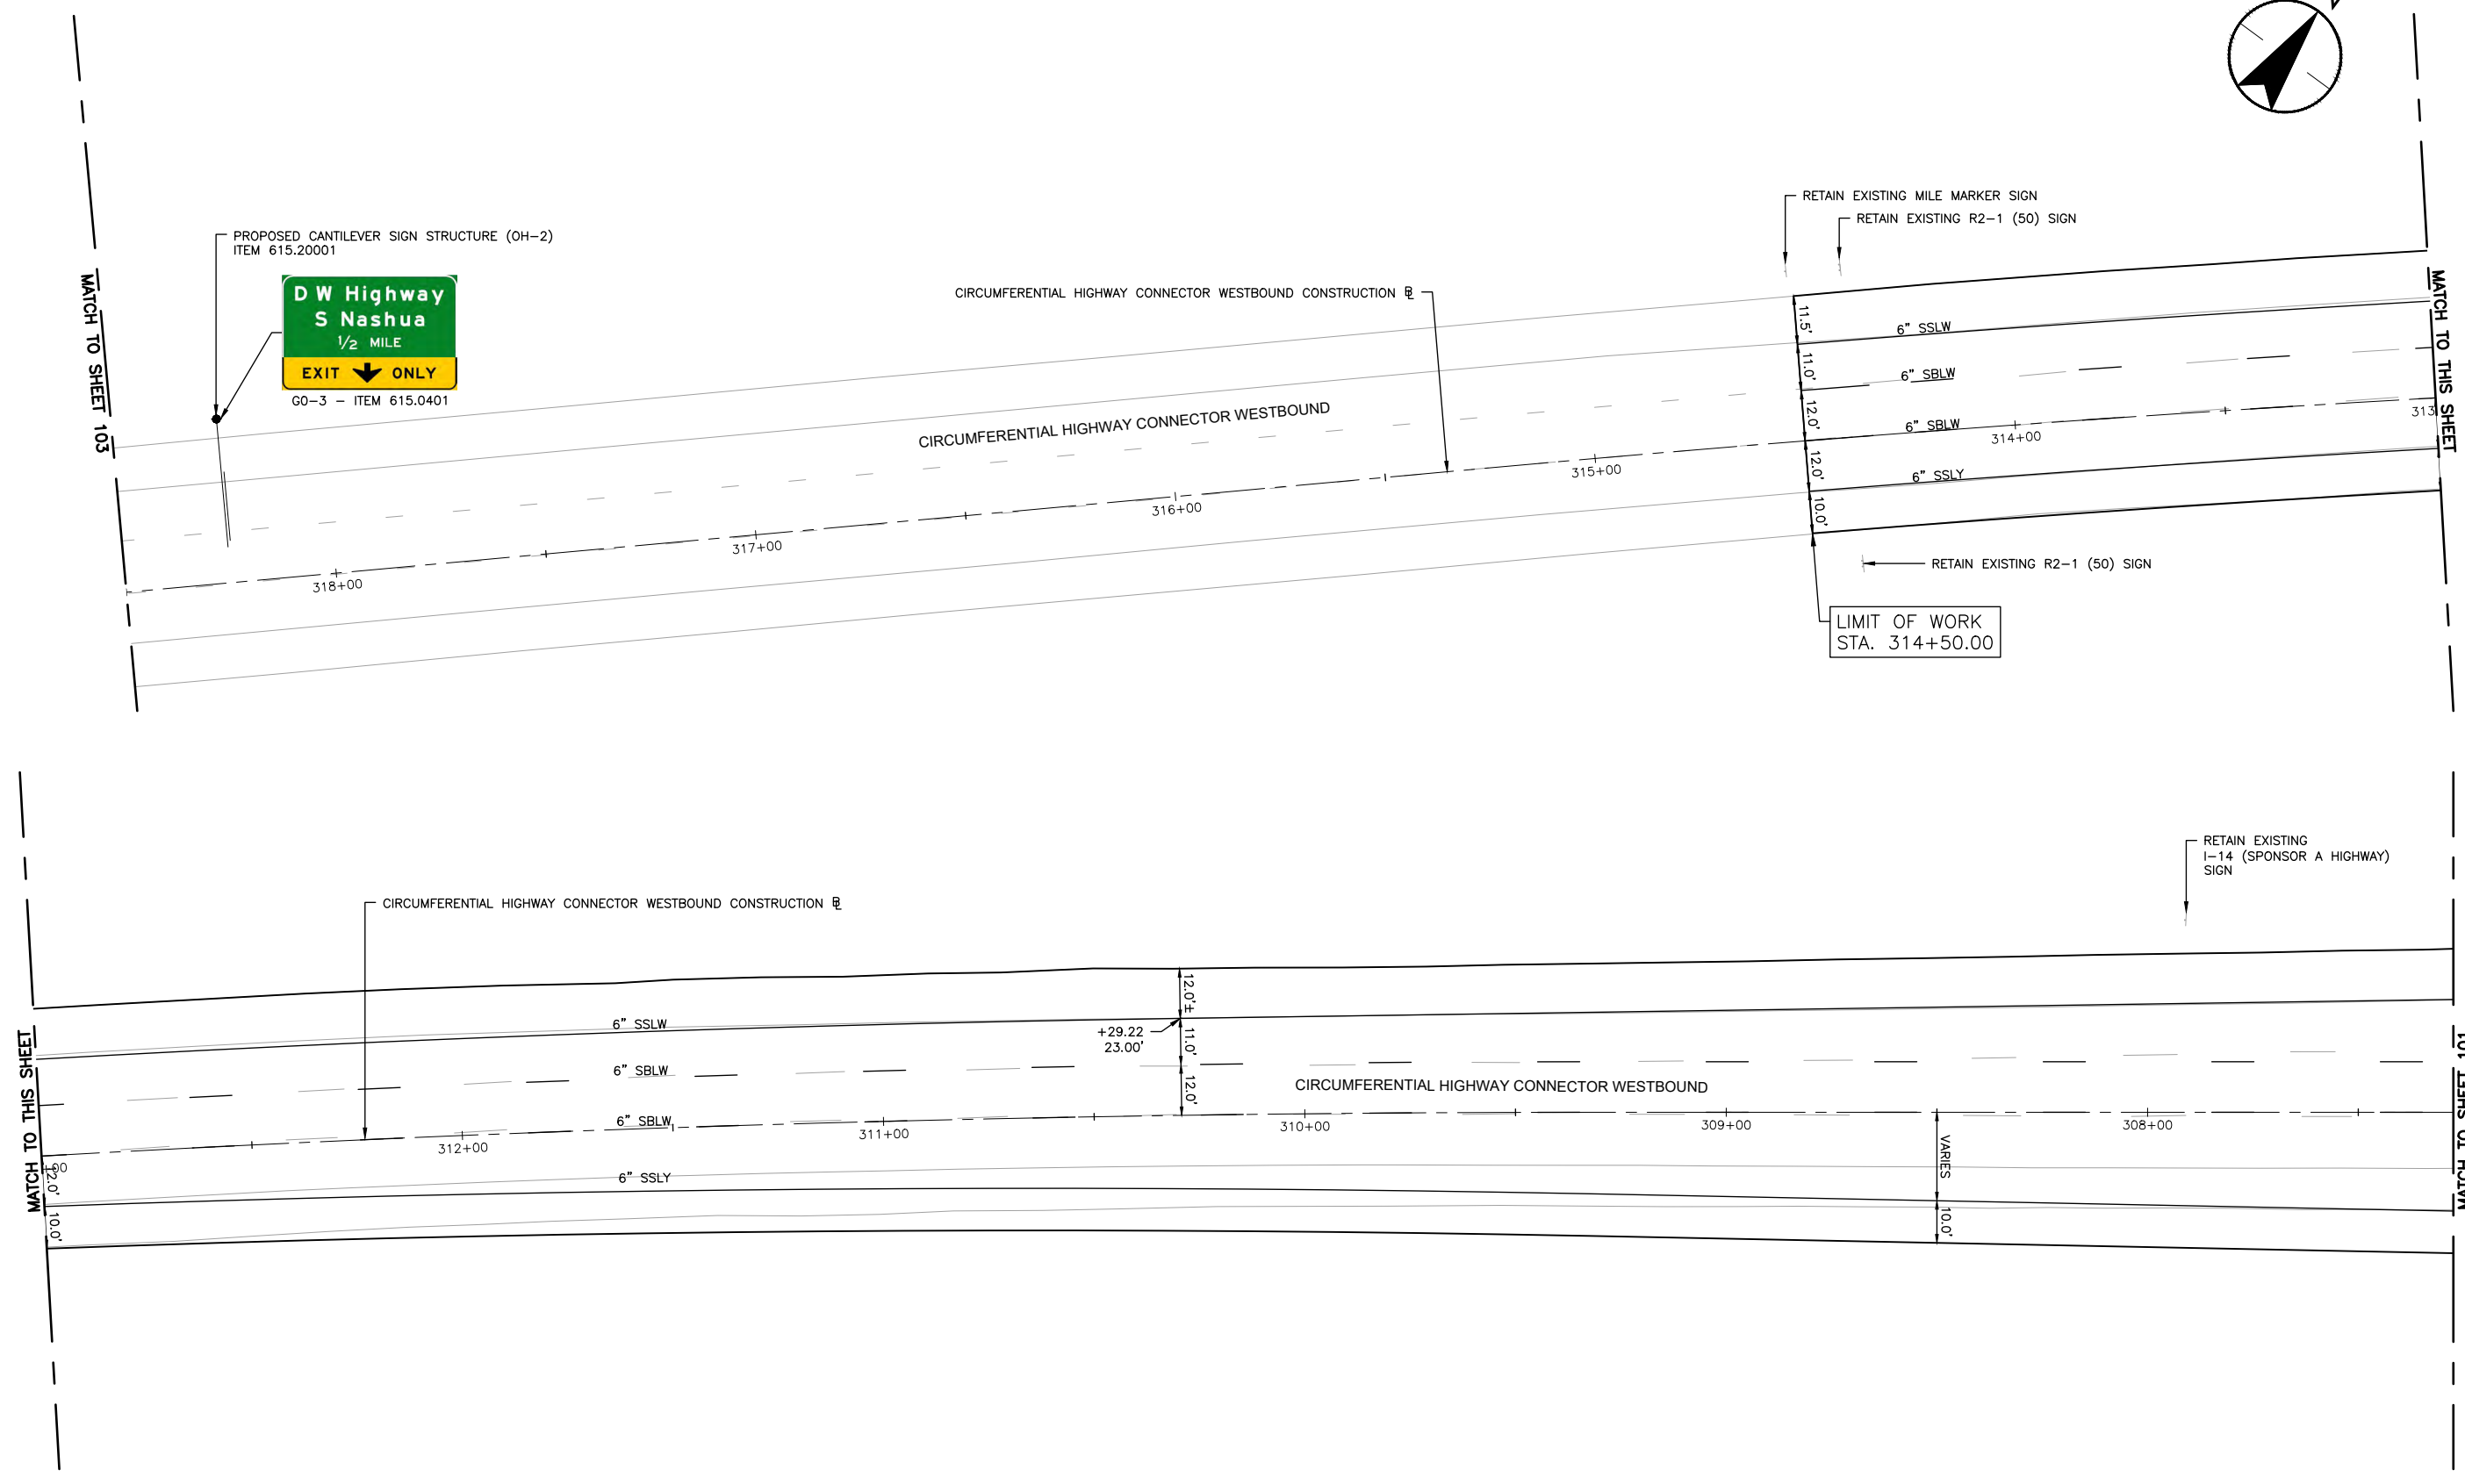 RETAIN EXISTING MILE MARKER SIGN
RETAIN EXISTING R2-1 (50) SIGN
PROPOSED CANTILEVER SIGN STRUCTURE (OH-2)
ITEM 615.20001
D W Highway
S Nashua
1/2 MILE
EXIT ONLY
GO-3 - ITEM 615.0401
CIRCUMFERENTIAL HIGHWAY CONNECTOR WESTBOUND CONSTRUCTION BL
CIRCUMFERENTIAL HIGHWAY CONNECTOR WESTBOUND
MATCH TO SHEET 103
MATCH TO THIS SHEET
11.5'
11.0'
12.0'
12.0'
10.0'
6" SSLW
6" SBLW
6" SBLW
6" SSLY
318+00
317+00
316+00
315+00
314+00
313
RETAIN EXISTING R2-1 (50) SIGN
LIMIT OF WORK
STA. 314+50.00
RETAIN EXISTING
I-14 (SPONSOR A HIGHWAY)
SIGN
CIRCUMFERENTIAL HIGHWAY CONNECTOR WESTBOUND CONSTRUCTION BL
MATCH TO THIS SHEET
MATCH TO SHEET 101
12.0'±
+29.22
23.00'
11.0'
12.0'
6" SSLW
6" SBLW
6" SBLW
6" SSLY
CIRCUMFERENTIAL HIGHWAY CONNECTOR WESTBOUND
+00
312+00
311+00
310+00
309+00
308+00
12.0'
10.0'
VARIES
10.0'